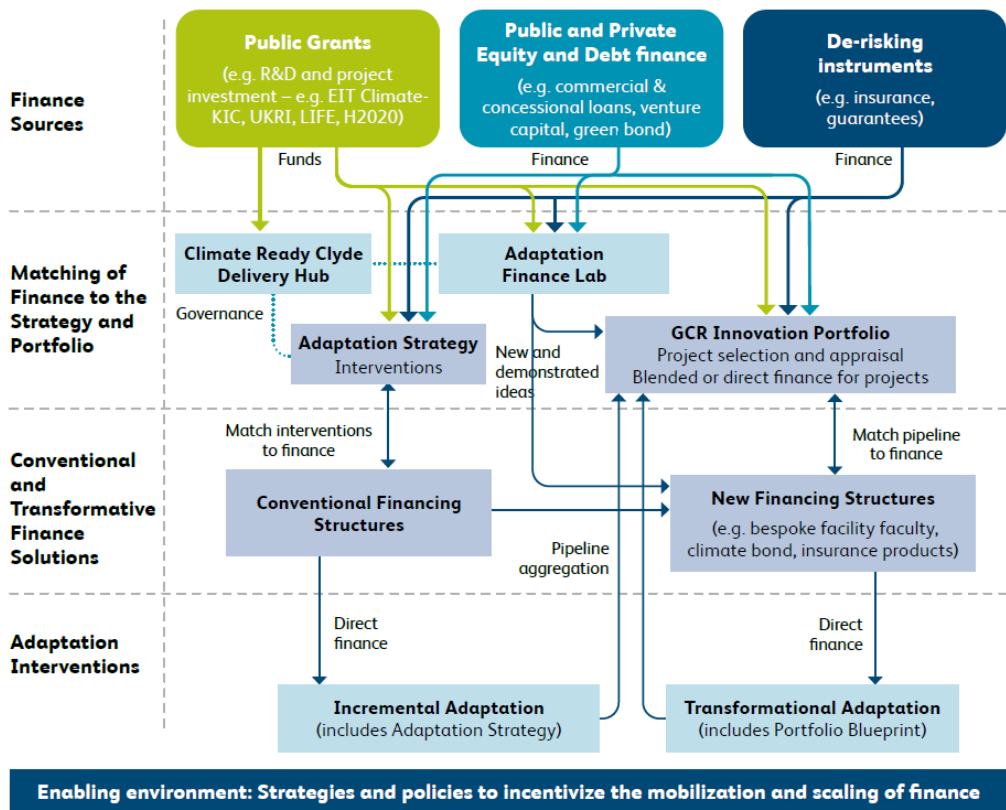 Finance
Sources
Public Grants
(e.g. R&D and project
investment – e.g. EIT Climate-
KIC, UKRI, LIFE, H2020)
Public and Private
Equity and Debt finance
(e.g. commercial &
concessional loans, venture
capital, green bond)
De-risking
instruments
(e.g. insurance,
guarantees)
Funds
Finance
Finance
Matching of
Finance to the
Strategy and
Portfolio
Climate Ready Clyde
Delivery Hub
Adaptation
Finance Lab
Governance
Adaptation Strategy
Interventions
New and
demonstrated
ideas
GCR Innovation Portfolio
Project selection and appraisal
Blended or direct finance for projects
Conventional
and
Transformative
Finance
Solutions
Match interventions
to finance
Match pipeline
to finance
Conventional Financing
Structures
New Financing Structures
(e.g. bespoke facility faculty,
climate bond, insurance products)
Pipeline
aggregation
Adaptation
Interventions
Direct
finance
Direct
finance
Incremental Adaptation
(includes Adaptation Strategy)
Transformational Adaptation
(includes Portfolio Blueprint)
Enabling environment: Strategies and policies to incentivize the mobilization and scaling of finance